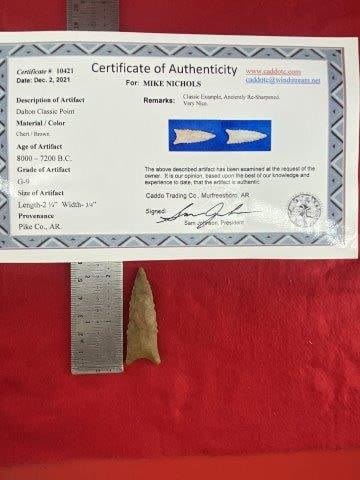 Certificate # 10421
Date: Dec. 2, 2021
Certificate of Authenticity
For: MIKE NICHOLS
www.caddotc.com
caddotc@windstream.net
Description of Artifact
Dalton Classic Point
Material / Color
Chert / Brown.
Age of Artifact
8000 – 7200 B.C.
Grade of Artifact
G-9
Size of Artifact
Length-2 ½" Width- ¾"
Provenance
Pike Co., AR.
Remarks: Classic Example, Anciently Re-Sharpened.
Very Nice.
The above described artifact has been examined at the request of the
owner. It is our opinion, based upon the best of our knowledge and
experience to date, that the artifact is authentic
Caddo Trading Co., Murfreesboro, AR
Signed:
Sam Johnson, President